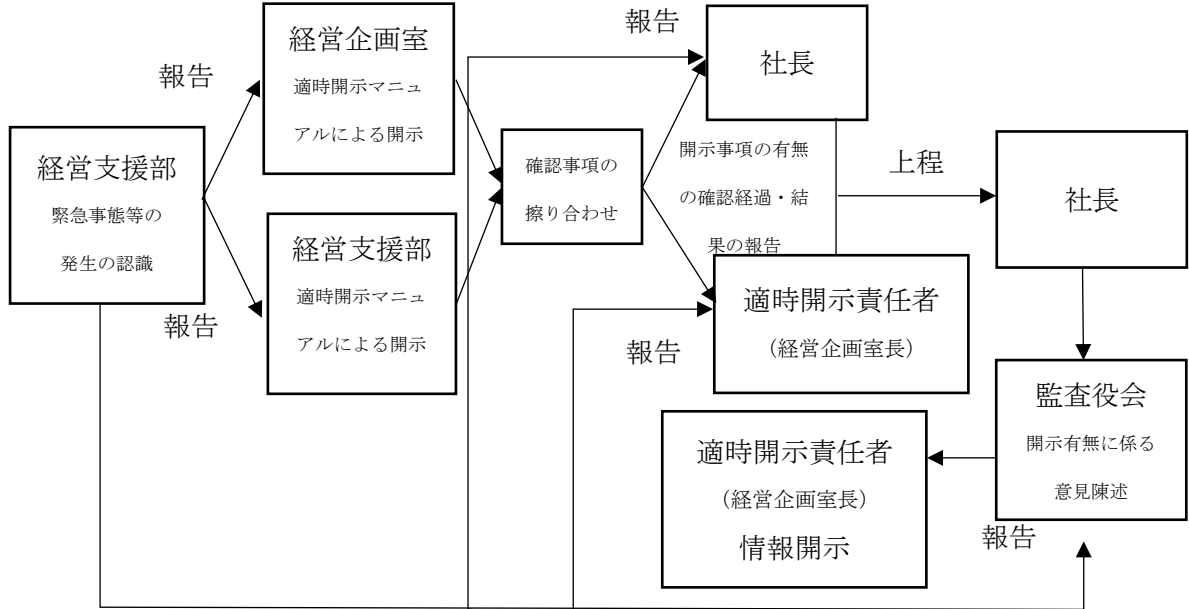 経営支援部
緊急事態等の
発生の認識
報告
報告
経営企画室
適時開示マニュ
アルによる開示
経営支援部
適時開示マニュ
アルによる開示
確認事項の
擦り合わせ
報告
社長
開示事項の有無
の確認経過・結
果の報告
報告
適時開示責任者
（経営企画室長）
上程
社長
監査役会
開示有無に係る
意見陳述
報告
適時開示責任者
（経営企画室長）
情報開示